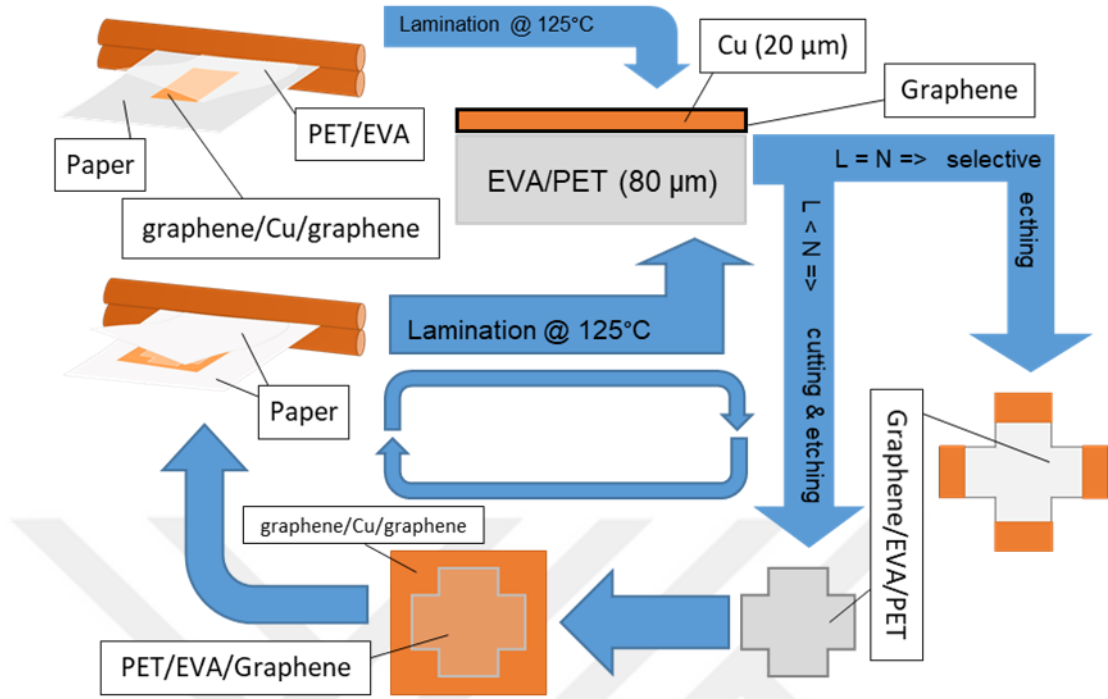 Lamination @ 125°C
Cu (20 µm)
Graphene
PET/EVA
Paper
graphene/Cu/graphene
EVA/PET (80 µm)
L = N => selective
ecthing
L < N => cutting & etching
Lamination @ 125°C
Paper
Graphene/EVA/PET
graphene/Cu/graphene
PET/EVA/Graphene